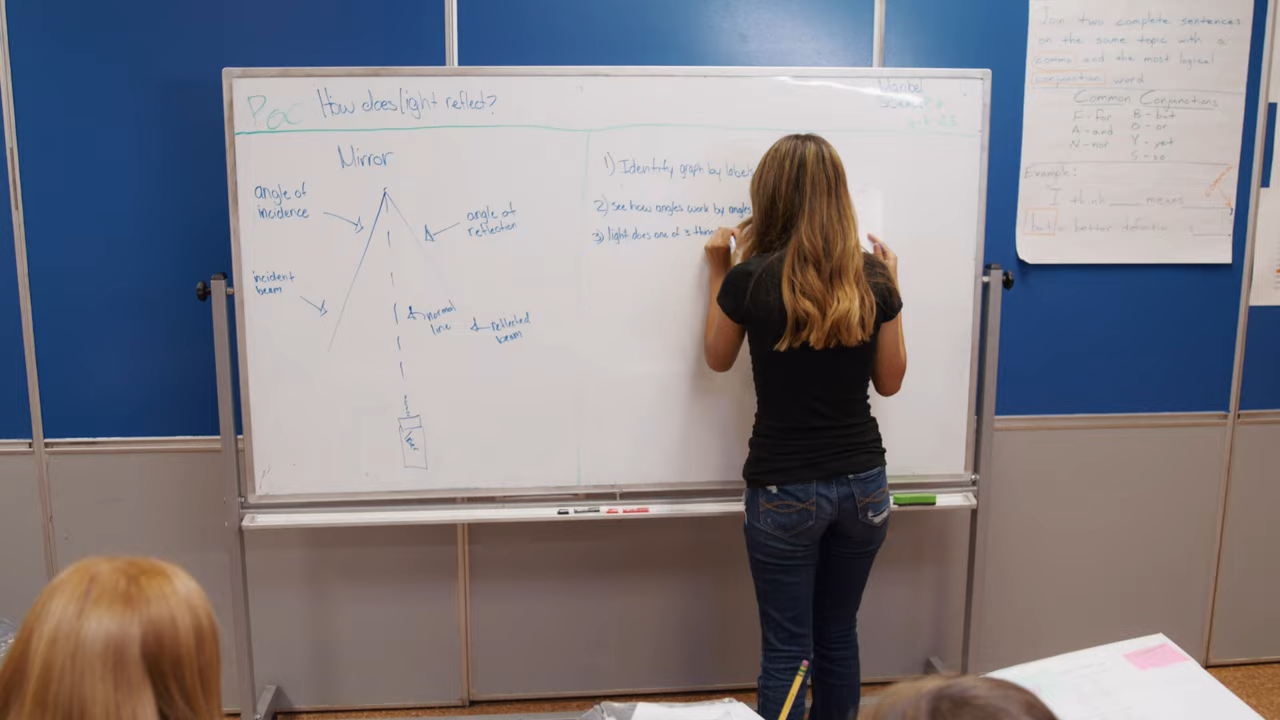 Poc How does light reflect?
Maribel
Mirror
angle of
incidence
angle of
reflection
incident
beam
normal
line
reflected
beam
1) Identify graph by labels
2) see how angles work by angles
3) light does one of 3
Join two complete sentences
on the same topic with a
comma and the most logical
conjunction word
Common Conjunctions
F - for B - but
A - and O - or
N - nor Y - yet
S - so
Example:
I think ___ means
but a better definition